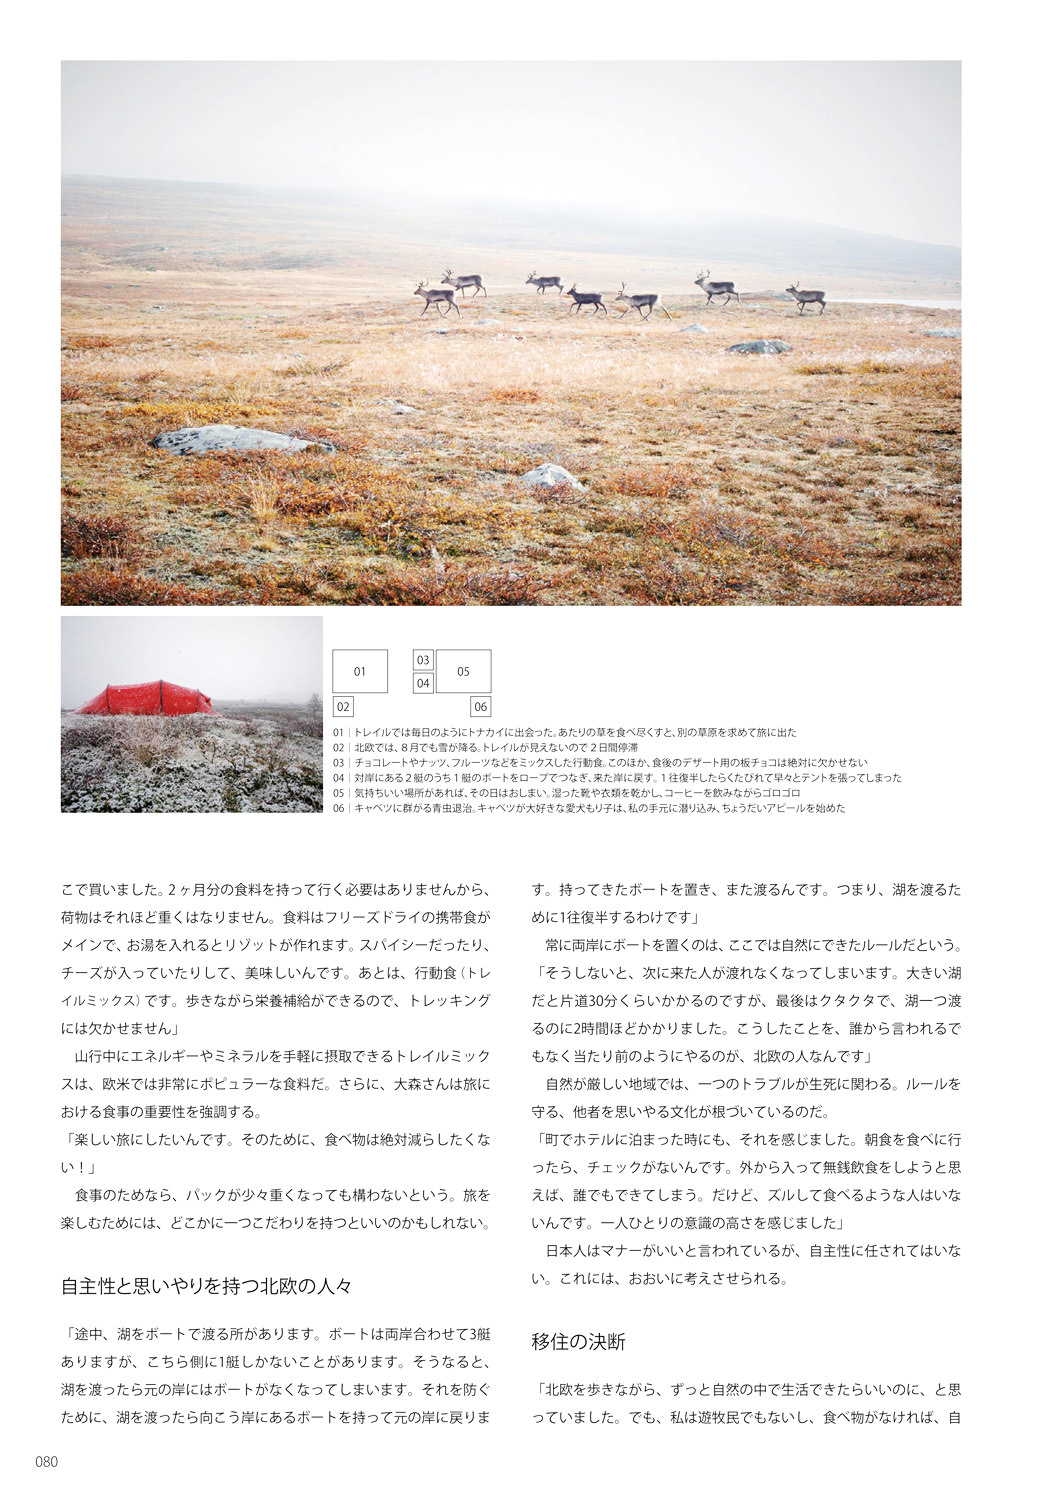 01
03
04
05
02
06
01｜トレイルでは毎日のようにトナカイに出会った。あたりの草を食べ尽くすと、別の草原を求めて旅に出た
02｜北欧では、8月でも雪が降る。トレイルが見えないので2日間停滞
03｜チョコレートやナッツ、フルーツなどをミックスした行動食。このほか、食後のデザート用の板チョコは絶対に欠かせない
04｜対岸にある2艇のうち1艇のボートをロープでつなぎ、来た岸に戻す。1往復半したらくたびれて早々とテントを張ってしまった
05｜気持ちいい場所があれば、その日はおしまい。湿った靴や衣類を乾かし、コーヒーを飲みながらゴロゴロ
06｜キャベツに群がる青虫退治。キャベツが大好きな愛犬もり子は、私の手元に潜り込み、ちょうだいアピールを始めた
こで買いました。2ヶ月分の食料を持って行く必要はありませんから、
荷物はそれほど重くはなりません。食料はフリーズドライの携帯食が
メインで、お湯を入れるとリゾットが作れます。スパイシーだったり、
チーズが入っていたりして、美味しいんです。あとは、行動食（トレ
イルミックス）です。歩きながら栄養補給ができるので、トレッキング
には欠かせません」
　山行中にエネルギーやミネラルを手軽に摂取できるトレイルミック
スは、欧米では非常にポピュラーな食料だ。さらに、大森さんは旅に
おける食事の重要性を強調する。
「楽しい旅にしたいんです。そのために、食べ物は絶対減らしたくな
い！」
　食事のためなら、パックが少々重くなっても構わないという。旅を
楽しむためには、どこかに一つこだわりを持つといいのかもしれない。
自主性と思いやりを持つ北欧の人々
「途中、湖をボートで渡る所があります。ボートは両岸合わせて3艇
ありますが、こちら側に1艇しかないことがあります。そうなると、
湖を渡ったら元の岸にはボートがなくなってしまいます。それを防ぐ
ために、湖を渡ったら向こう岸にあるボートを持って元の岸に戻りま
す。持ってきたボートを置き、また渡るんです。つまり、湖を渡るた
めに1往復半するわけです」
　常に両岸にボートを置くのは、ここでは自然にできたルールだという。
「そうしないと、次に来た人が渡れなくなってしまいます。大きい湖
だと片道30分くらいかかるのですが、最後はクタクタで、湖一つ渡
るのに2時間ほどかかりました。こうしたことを、誰から言われるで
もなく当たり前のようにやるのが、北欧の人なんです」
　自然が厳しい地域では、一つのトラブルが生死に関わる。ルールを
守る、他者を思いやる文化が根づいているのだ。
「町でホテルに泊まった時にも、それを感じました。朝食を食べに行
ったら、チェックがないんです。外から入って無銭飲食をしようと思
えば、誰でもできてしまう。だけど、ズルして食べるような人はいな
いんです。一人ひとりの意識の高さを感じました」
　日本人はマナーがいいと言われているが、自主性に任されてはいな
い。これには、おおいに考えさせられる。
移住の決断
「北欧を歩きながら、ずっと自然の中で生活できたらいいのに、と思
っていました。でも、私は遊牧民でもないし、食べ物がなければ、自
080